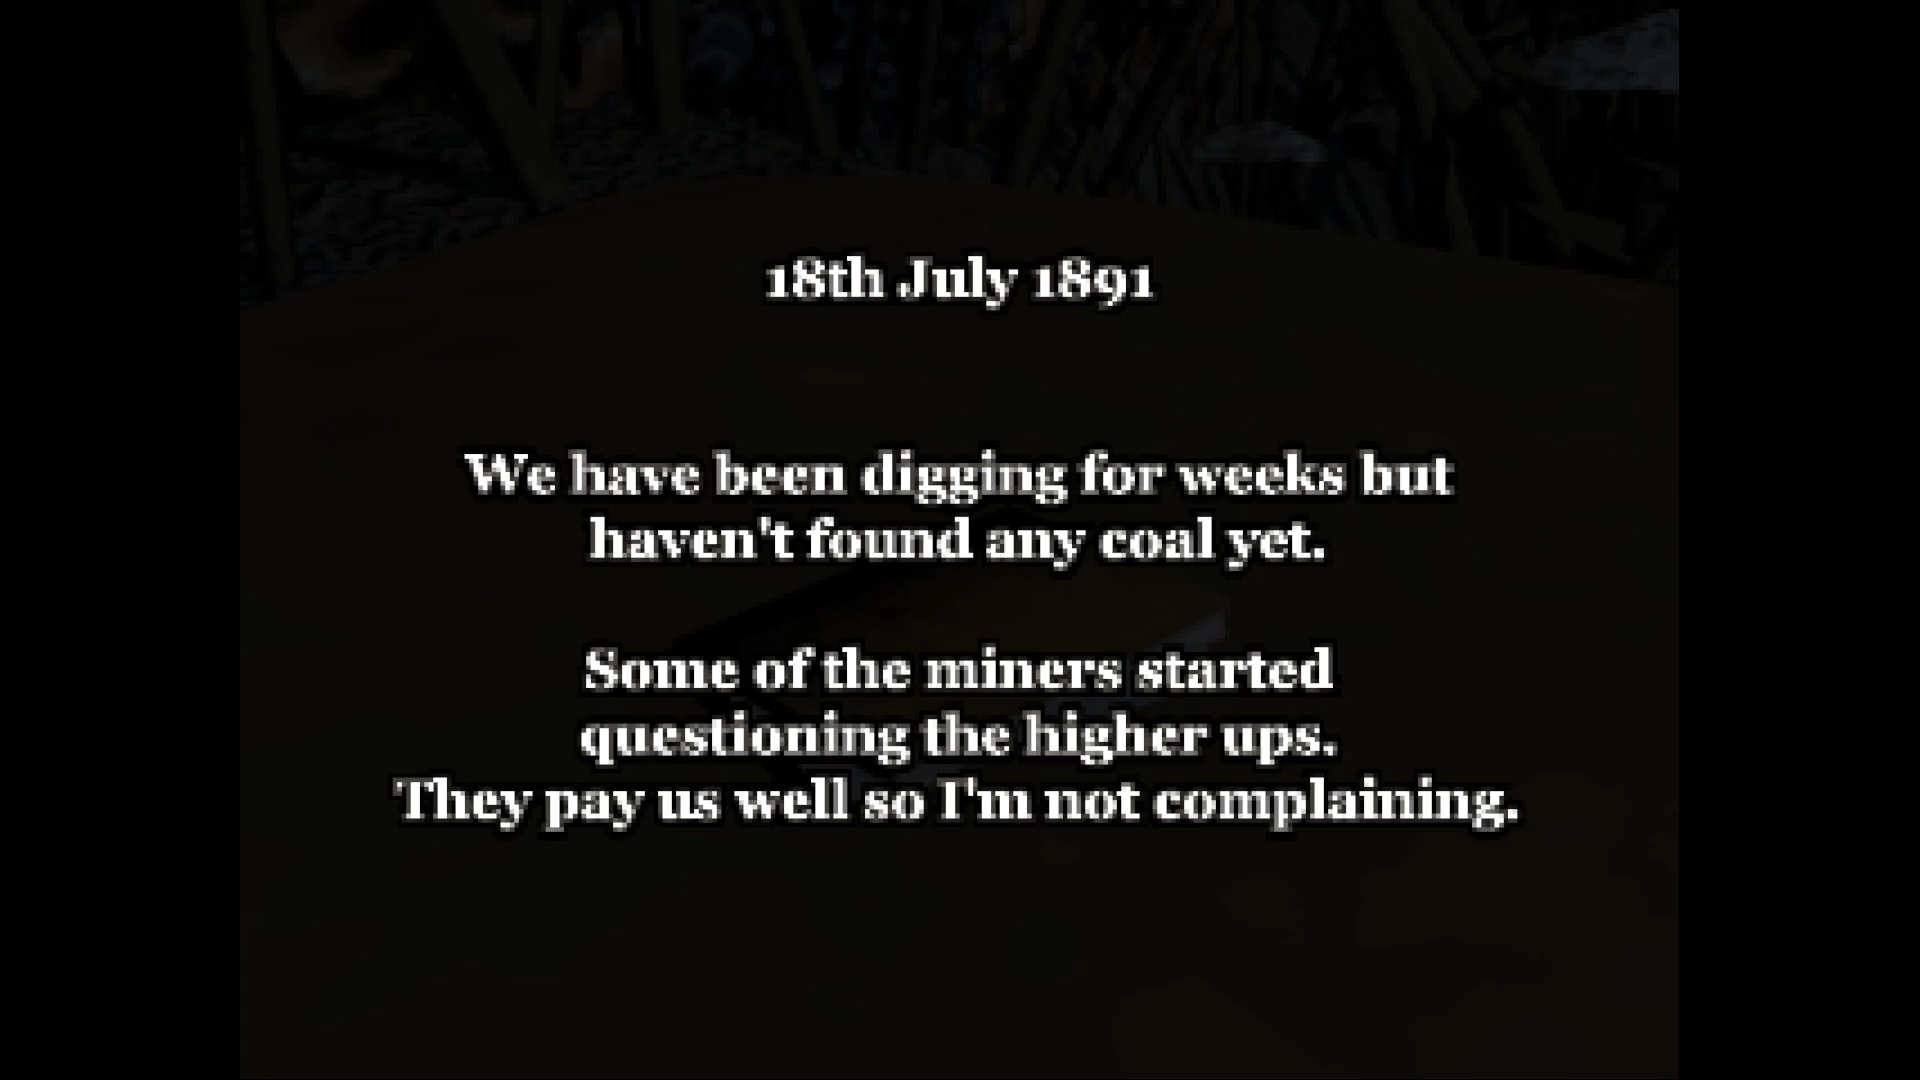 18th July 1891
We have been digging for weeks but
haven't found any coal yet.
Some of the miners started
questioning the higher ups.
They pay us well so I'm not complaining.